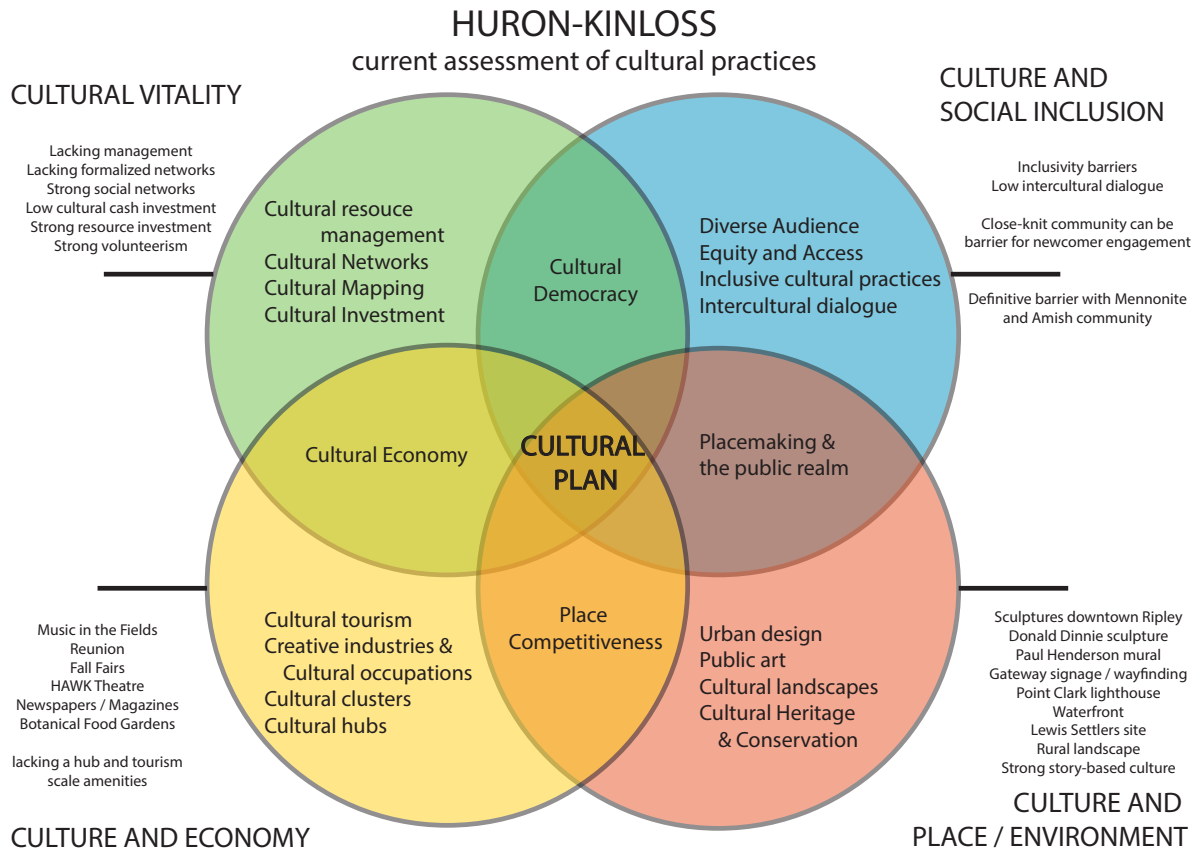 HURON-KINLOSS
current assessment of cultural practices
CULTURAL VITALITY
Lacking management
Lacking formalized networks
Strong social networks
Low cultural cash investment
Strong resource investment
Strong volunteerism
CULTURE AND
SOCIAL INCLUSION
Inclusivity barriers
Low intercultural dialogue
Close-knit community can be
barrier for newcomer engagement
Definitive barrier with Mennonite
and Amish community
Cultural resouce
management
Cultural Networks
Cultural Mapping
Cultural Investment
Cultural
Democracy
Diverse Audience
Equity and Access
Inclusive cultural practices
Intercultural dialogue
Cultural Economy
CULTURAL
PLAN
Placemaking &
the public realm
Cultural tourism
Creative industries &
Cultural occupations
Cultural clusters
Cultural hubs
Place
Competitiveness
Urban design
Public art
Cultural landscapes
Cultural Heritage
& Conservation
Music in the Fields
Reunion
Fall Fairs
HAWK Theatre
Newspapers / Magazines
Botanical Food Gardens
lacking a hub and tourism
scale amenities
CULTURE AND ECONOMY
Sculptures downtown Ripley
Donald Dinnie sculpture
Paul Henderson mural
Gateway signage / wayfinding
Point Clark lighthouse
Waterfront
Lewis Settlers site
Rural landscape
Strong story-based culture
CULTURE AND
PLACE / ENVIRONMENT